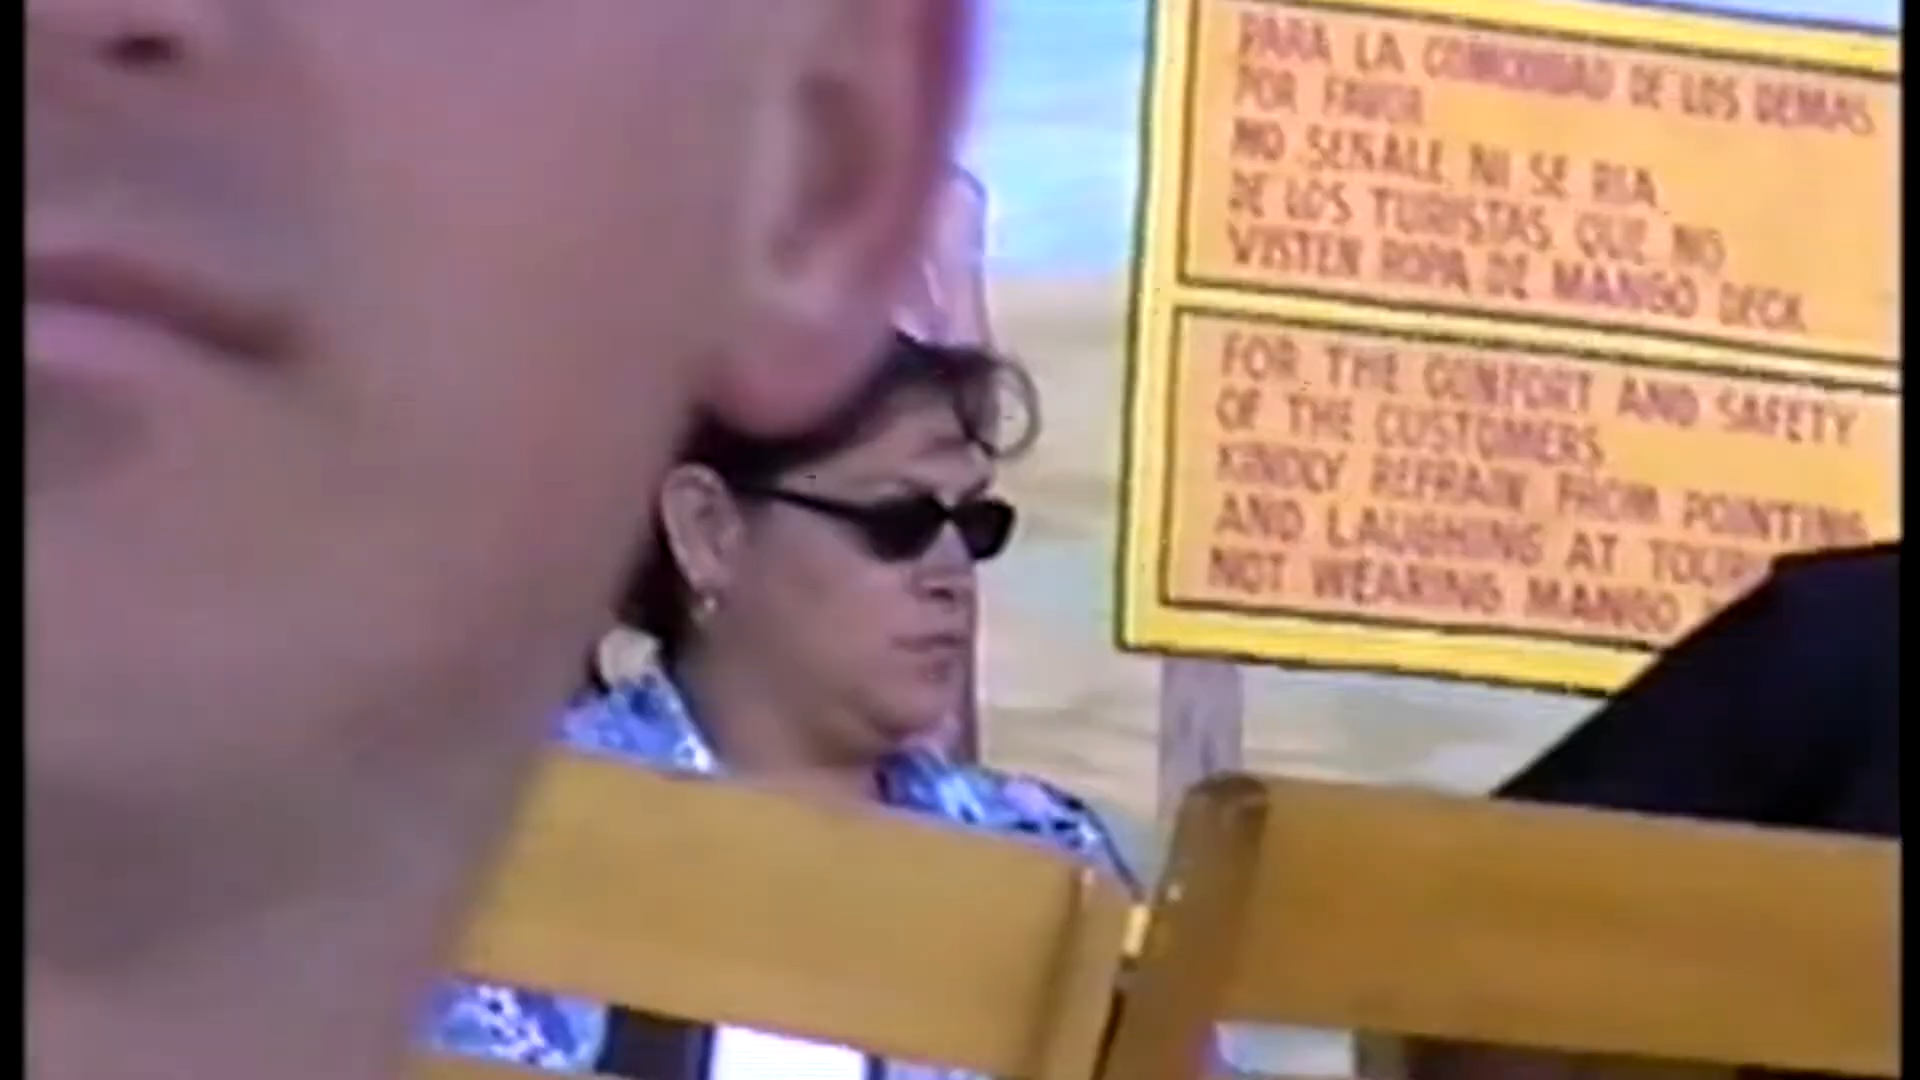 PARA LA COMODIDAD DE LOS DEMAS
POR FAVOR
NO SEÑALE NI SE RIA
DE LOS TURISTAS QUE NO
VISTEN ROPA DE MANGO DECK
FOR THE COMFORT AND SAFETY
OF THE CUSTOMERS
KINDLY REFRAIN FROM POINTING
AND LAUGHING AT
NOT WEARING MANGO